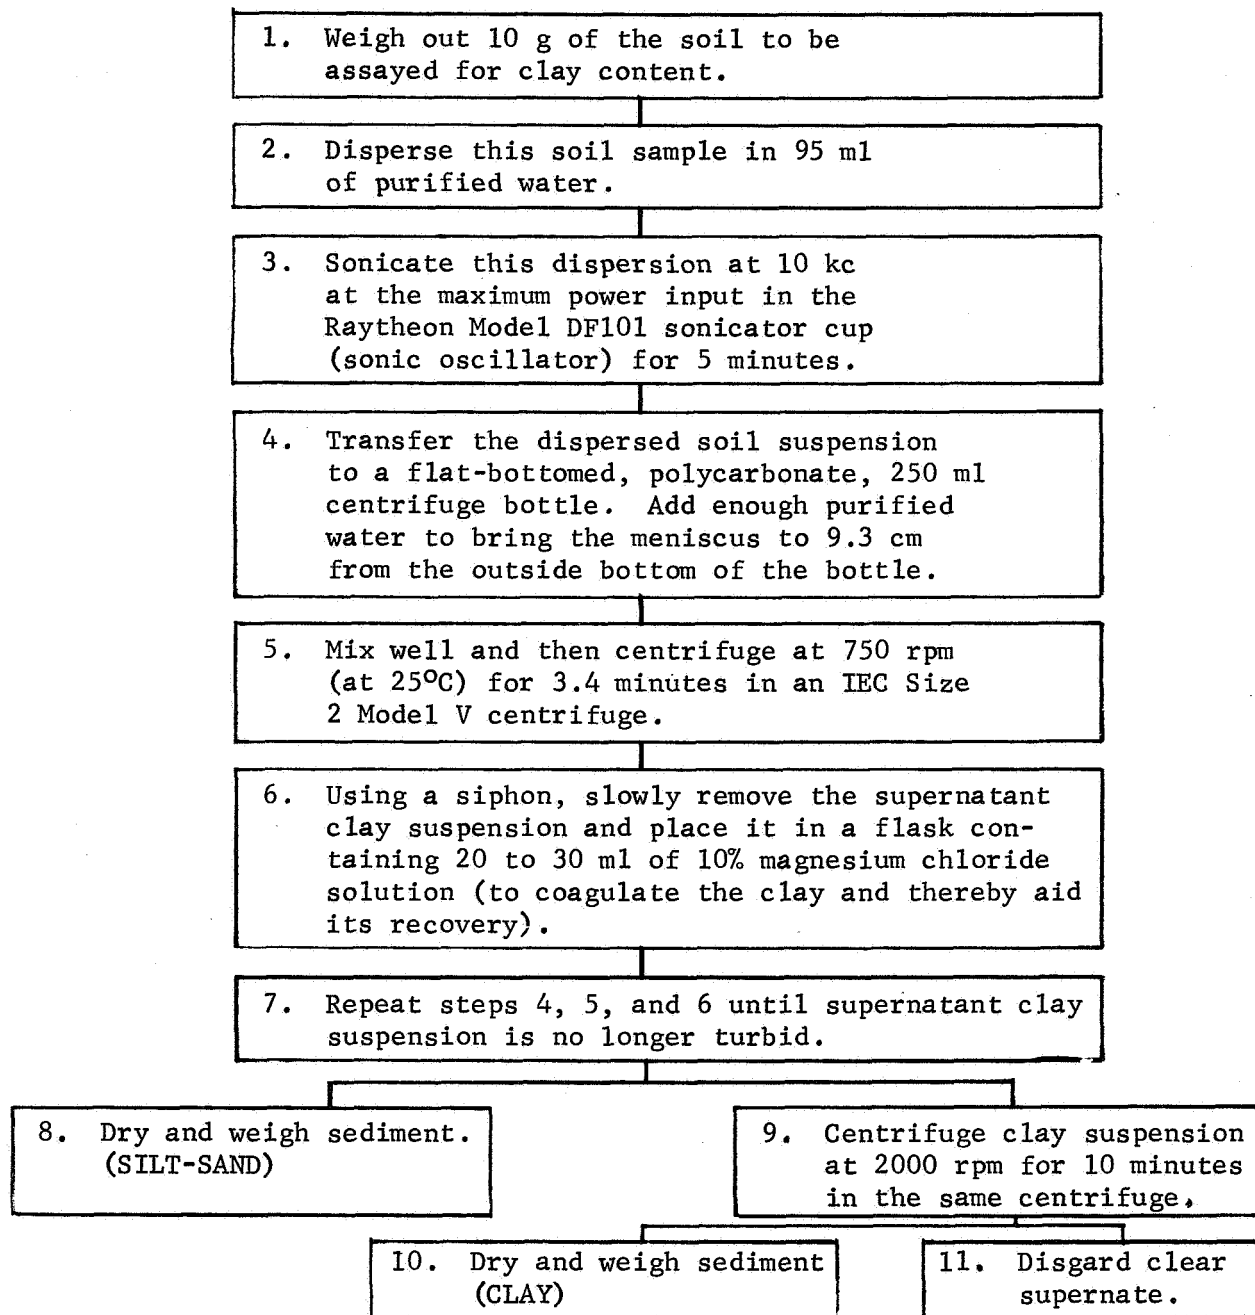 1. Weigh out 10 g of the soil to be
assayed for clay content.
2. Disperse this soil sample in 95 ml
of purified water.
3. Sonicate this dispersion at 10 kc
at the maximum power input in the
Raytheon Model DF101 sonicator cup
(sonic oscillator) for 5 minutes.
4. Transfer the dispersed soil suspension
to a flat-bottomed, polycarbonate, 250 ml
centrifuge bottle. Add enough purified
water to bring the meniscus to 9.3 cm
from the outside bottom of the bottle.
5. Mix well and then centrifuge at 750 rpm
(at 25°C) for 3.4 minutes in an IEC Size
2 Model V centrifuge.
6. Using a siphon, slowly remove the supernatant
clay suspension and place it in a flask con-
taining 20 to 30 ml of 10% magnesium chloride
solution (to coagulate the clay and thereby aid
its recovery).
7. Repeat steps 4, 5, and 6 until supernatant clay
suspension is no longer turbid.
8. Dry and weigh sediment.
(SILT-SAND)
9. Centrifuge clay suspension
at 2000 rpm for 10 minutes
in the same centrifuge.
10. Dry and weigh sediment
(CLAY)
11. Disgard clear
supernate.